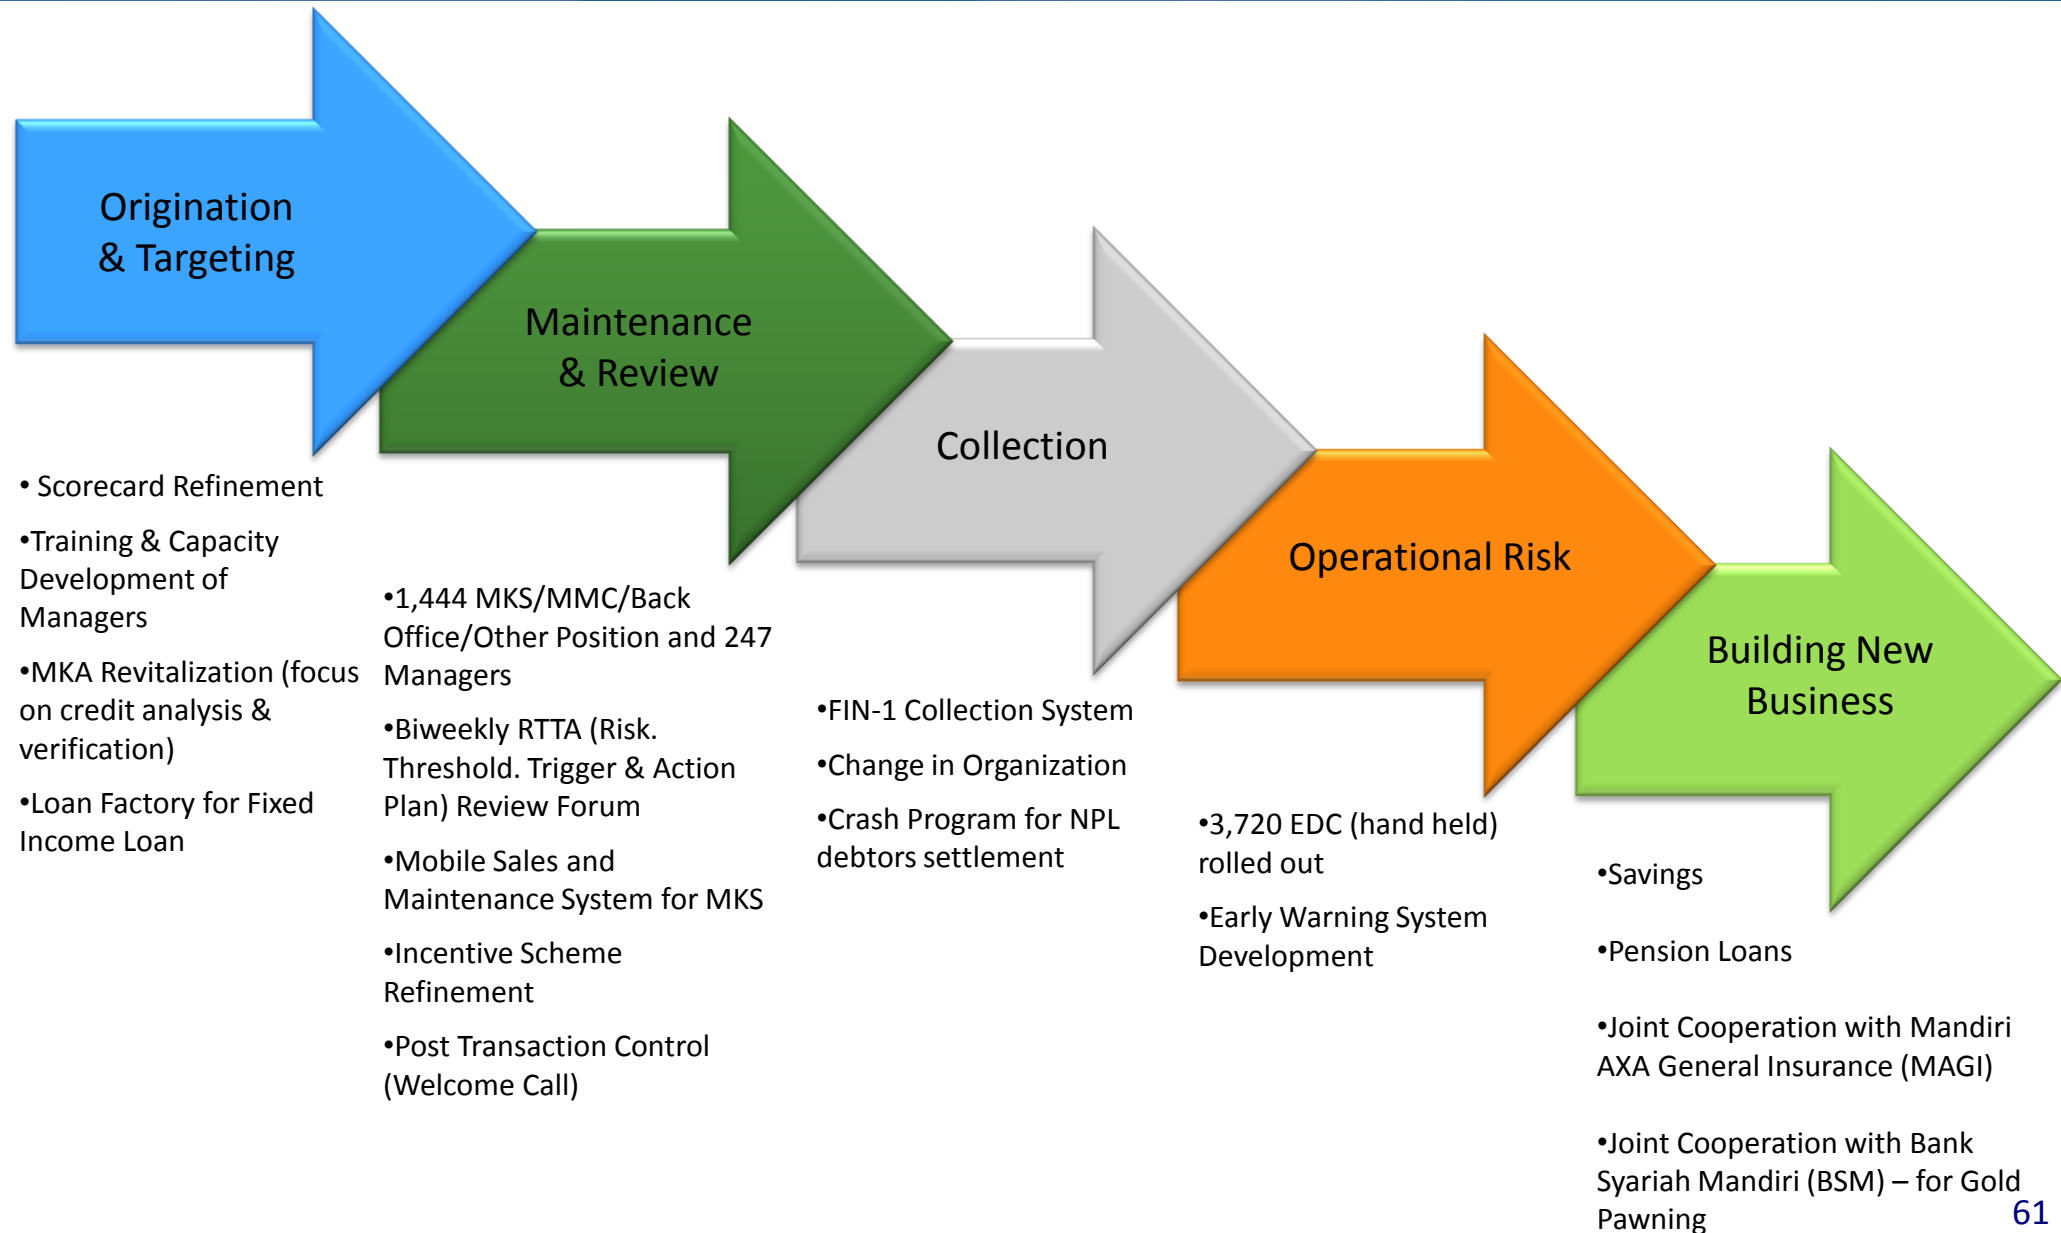 Origination
& Targeting
Maintenance
& Review
Collection
Operational Risk
Building New
Business
• Scorecard Refinement
•Training & Capacity
Development of
Managers
•MKA Revitalization (focus
on credit analysis &
verification)
•Loan Factory for Fixed
Income Loan
•1,444 MKS/MMC/Back
Office/Other Position and 247
Managers
•Biweekly RTTA (Risk.
Threshold. Trigger & Action
Plan) Review Forum
•Mobile Sales and
Maintenance System for MKS
•Incentive Scheme
Refinement
•Post Transaction Control
(Welcome Call)
•FIN-1 Collection System
•Change in Organization
•Crash Program for NPL
debtors settlement
•3,720 EDC (hand held)
rolled out
•Early Warning System
Development
•Savings
•Pension Loans
•Joint Cooperation with Mandiri
AXA General Insurance (MAGI)
•Joint Cooperation with Bank
Syariah Mandiri (BSM) – for Gold
Pawning
61